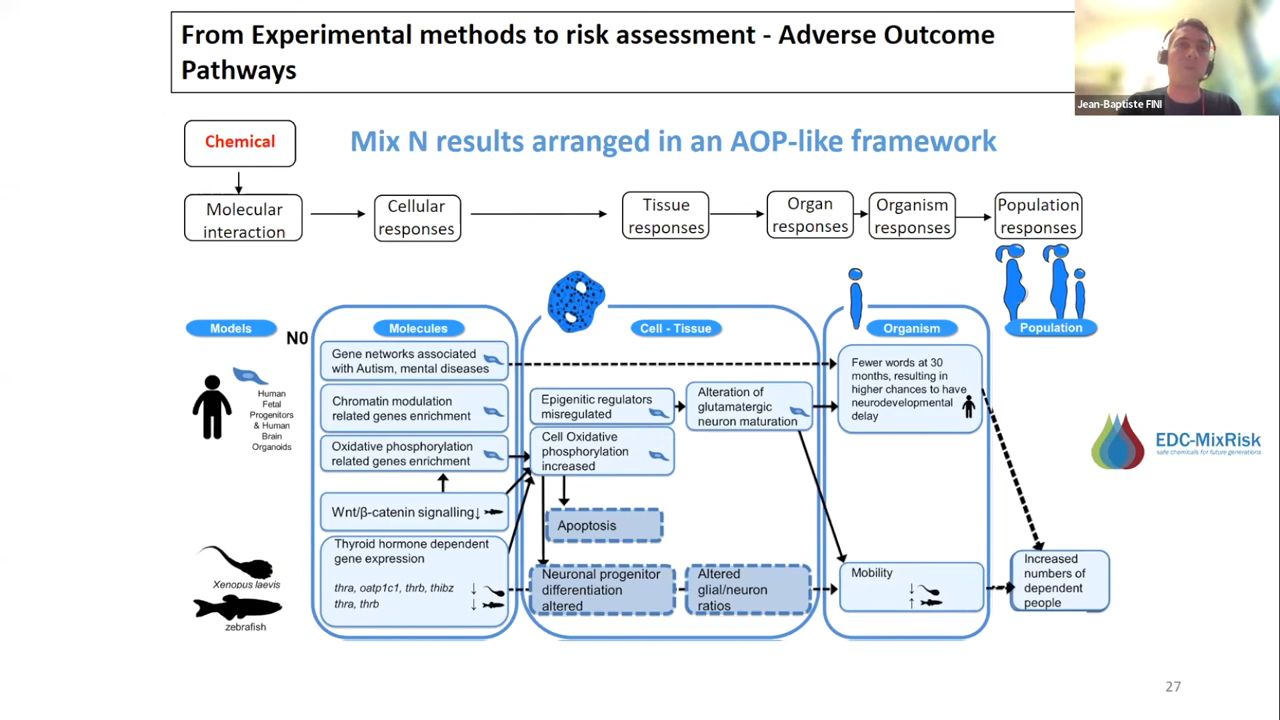 From Experimental methods to risk assessment - Adverse Outcome
Pathways
Jean-Baptiste FINI
Chemical
Mix N results arranged in an AOP-like framework
Molecular
interaction
Cellular
responses
Tissue
responses
Organ
responses
Organism
responses
Population
responses
Models
N0
Molecules
Cell - Tissue
Organism
Population
Human
Fetal
Progenitors
& Human
Brain
Organoids
Gene networks associated
with Autism, mental diseases
Chromatin modulation
related genes enrichment
Oxidative phosphorylation
related genes enrichment
Wnt/β-catenin signalling↓
Thyroid hormone dependent
gene expression
thra, oatp1c1, thrb, thibz ↓
thra, thrb ↓
Epigenitic regulators
misregulated
Cell Oxidative
phosphorylation
increased
Apoptosis
Neuronal progenitor
differentiation
altered
Alteration of
glutamatergic
neuron maturation
Altered
glial/neuron
ratios
Fewer words at 30
months, resulting in
higher chances to have
neurodevelopmental
delay
Mobility
↓
↑
Increased
numbers of
dependent
people
Xenopus laevis
zebrafish
EDC-MixRisk
safe chemicals for future generations
27